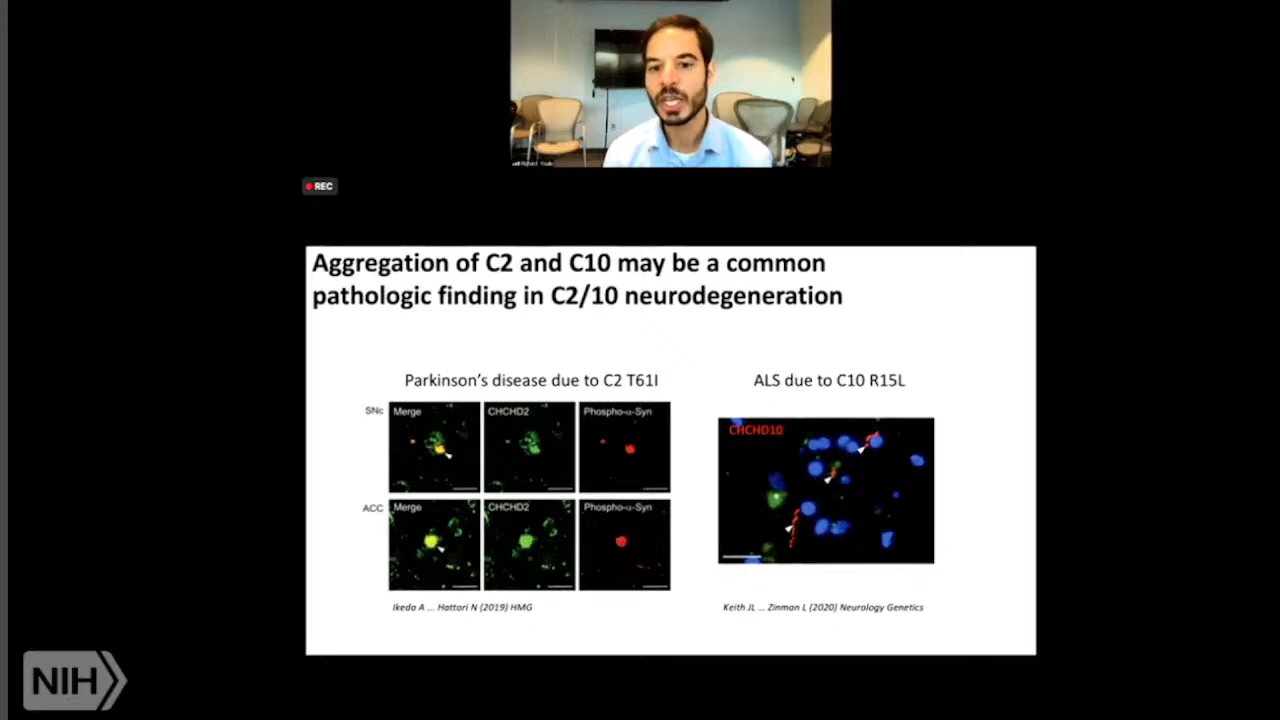 Richard Youle
REC
Aggregation of C2 and C10 may be a common
pathologic finding in C2/10 neurodegeneration
Parkinson's disease due to C2 T61I
ALS due to C10 R15L
SNc
Merge
CHCHD2
Phospho-α-Syn
CHCHD10
ACC
Merge
CHCHD2
Phospho-α-Syn
Ikeda A ... Hattori N (2019) HMG
Keith JL ... Zinman L (2020) Neurology Genetics
NIH